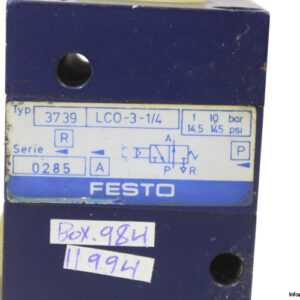 Typ 3739 LCO-3-1/4 1 10 bar
14,5 145 psi
R A P
Serie P R
0285 A
FESTO
Box.984
11994